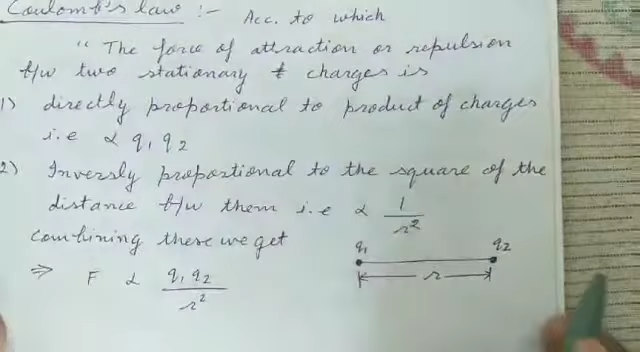 Coulomb's law :- Acc. to which
" The force of attraction or repulsion
b/w two stationary charges is
1) directly proportional to product of charges
i.e ∝ q₁ q₂
2) Inversly proportional to the square of the
distance b/w them i.e ∝ 1/r²
combining these we get
q₁ q₂
⇒ F ∝ q₁ q₂/r²
r